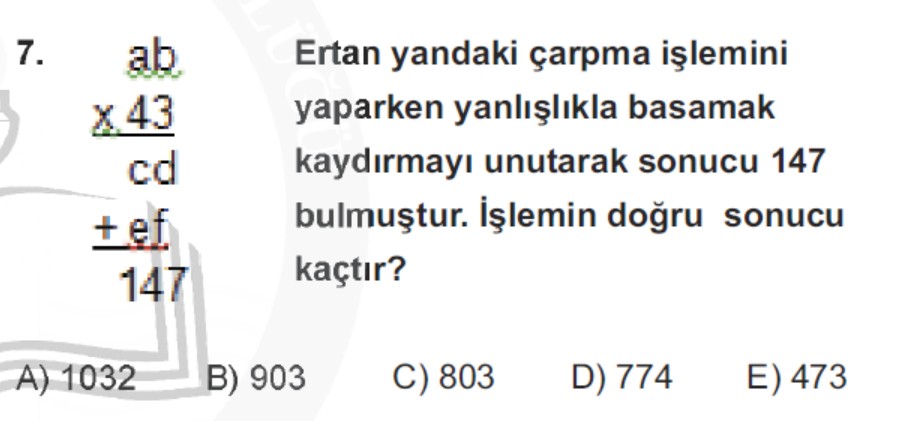 7.
ab
x 43
cd
+ ef
147
Ertan yandaki çarpma işlemini
yaparken yanlışlıkla basamak
kaydırmayı unutarak sonucu 147
bulmuştur. İşlemin doğru sonucu
kaçtır?
A) 1032 B) 903 C) 803 D) 774 E) 473